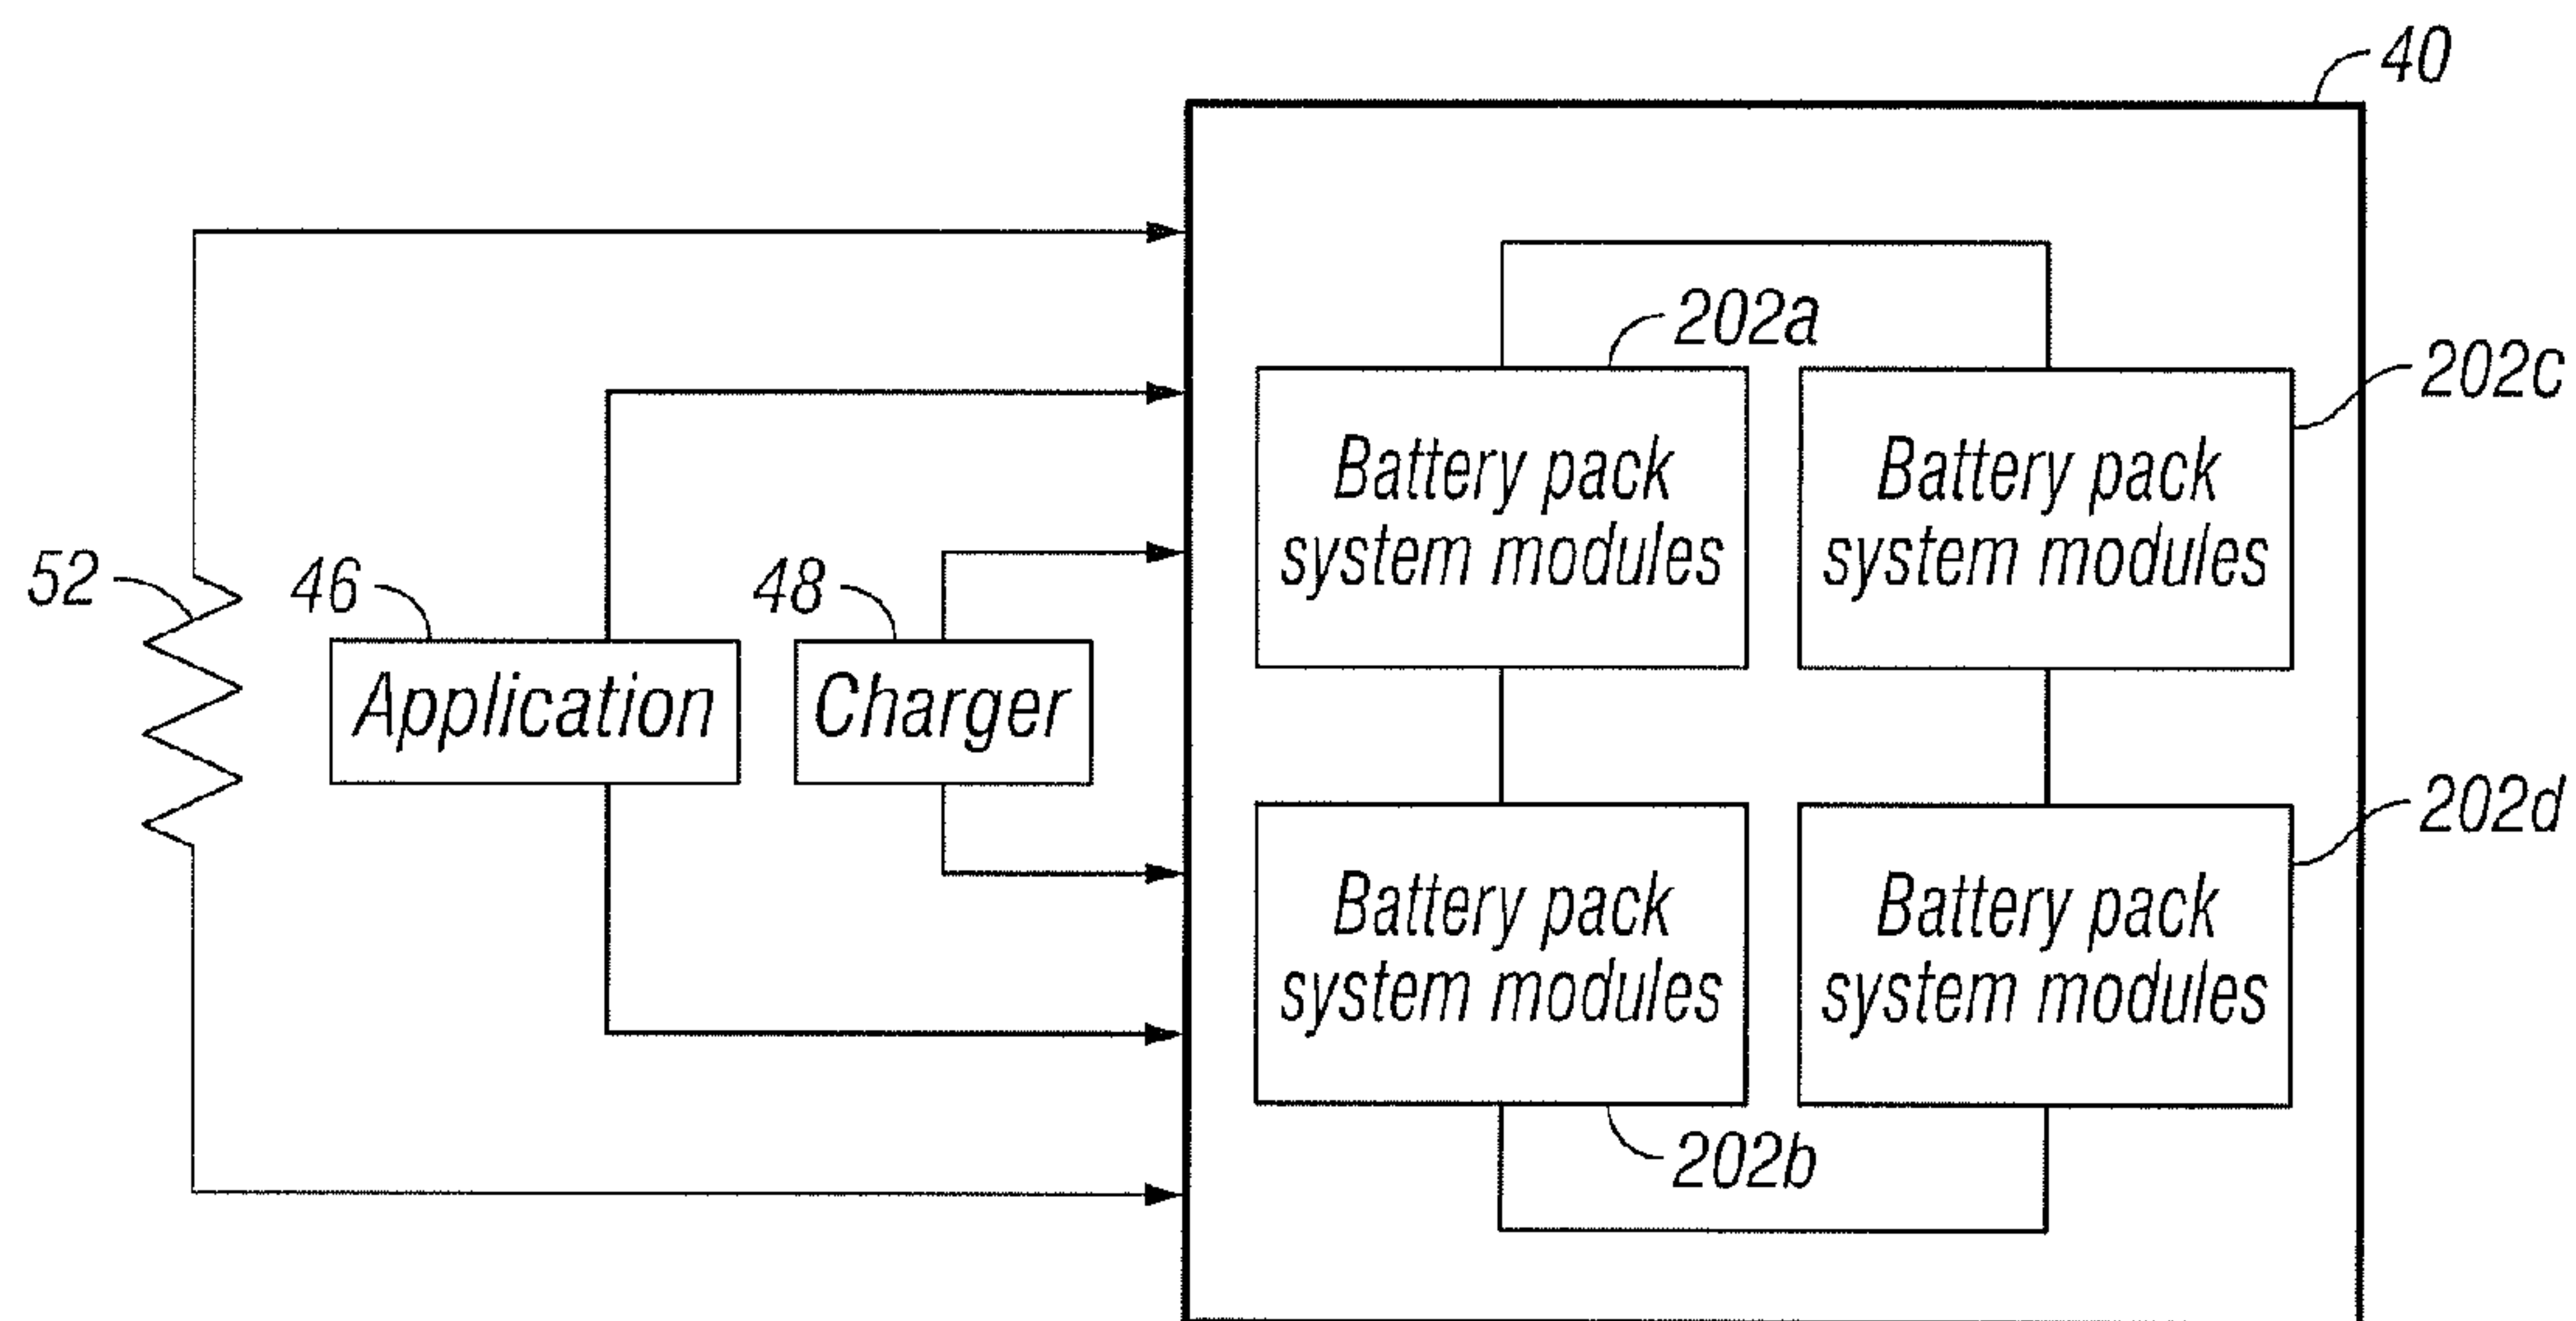 40
202a
202c
Battery pack
system modules
Battery pack
system modules
52
46
48
Application
Charger
202d
Battery pack
system modules
Battery pack
system modules
202b